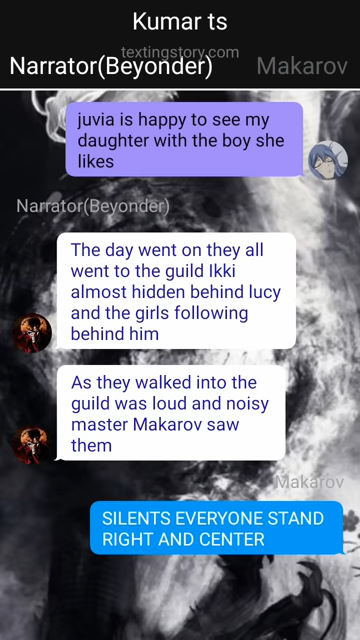 Kumar ts
textingstory.com
Narrator(Beyonder) Makarov
juvia is happy to see my
daughter with the boy she
likes
Narrator(Beyonder)
The day went on they all
went to the guild Ikki
almost hidden behind lucy
and the girls following
behind him
As they walked into the
guild was loud and noisy
master Makarov saw
them
Makarov
SILENTS EVERYONE STAND
RIGHT AND CENTER